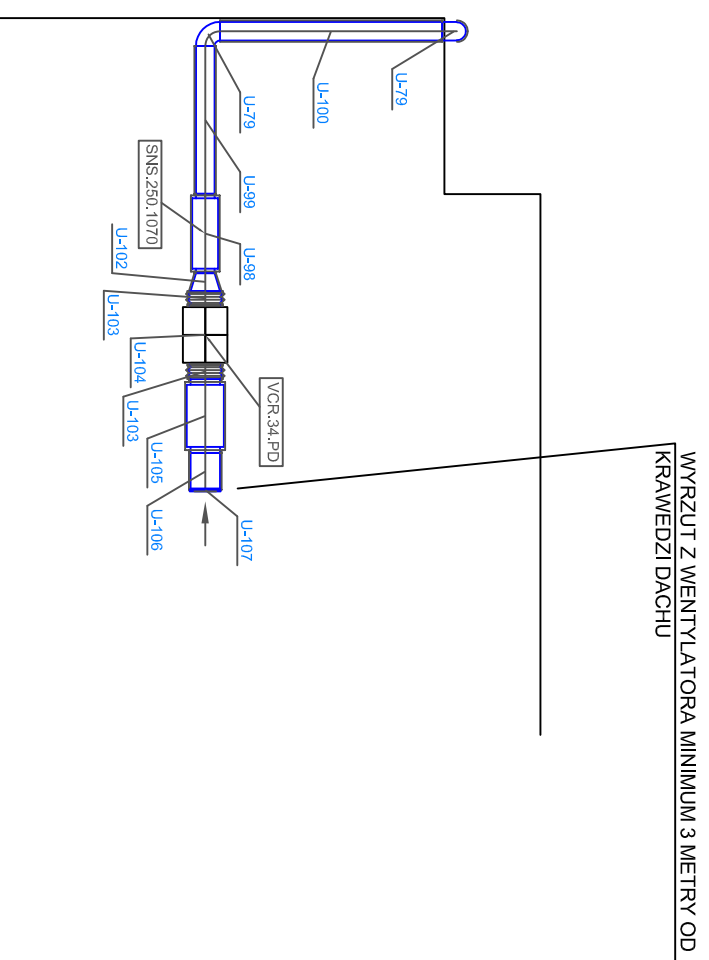 WYRZUT Z WENTYLATORA MINIMUM 3 METRY OD
KRAWEDZI DACHU
U-79
U-100
U-79
U-99
U-98
SNS.250.1070
U-102
U-103
U-104
VCR.34.PD
U-103
U-105
U-106
U-107